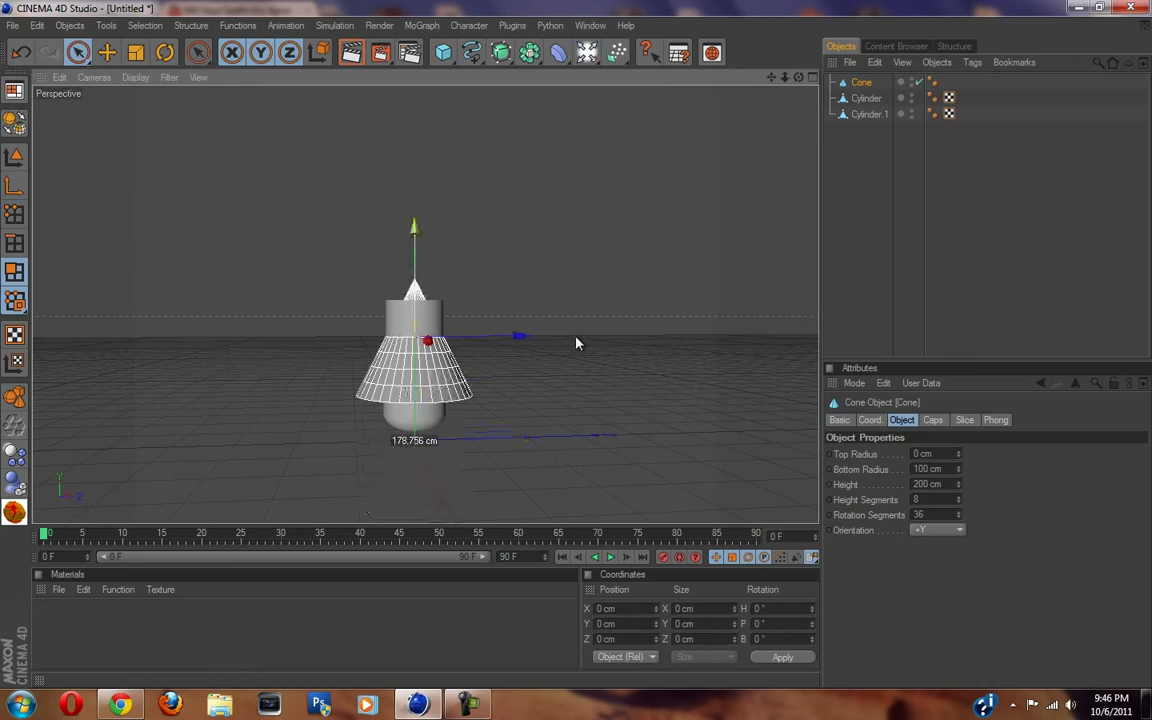 CINEMA 4D Studio - [Untitled *]
File Edit Objects Tools Selection Structure Functions Animation Simulation Render MoGraph Character Plugins Python Window Help
X Y Z
Edit Cameras Display Filter View
Perspective
Y
Z
178.756 cm
Objects Content Browser Structure
File Edit View Objects Tags Bookmarks
Cone
Cylinder
Cylinder.1
Attributes
Mode Edit User Data
Cone Object [Cone]
Basic Coord. Object Caps Slice Phong
Object Properties
Top Radius 0 cm
Bottom Radius 100 cm
Height 200 cm
Height Segments 8
Rotation Segments 36
Orientation +Y
0 5 10 15 20 25 30 35 40 45 50 55 60 65 70 75 80 85 90 0 F
0 F 0 F 90 F 90 F
Materials
File Edit Function Texture
Coordinates
Position Size Rotation
X 0 cm X 0 cm H 0 °
Y 0 cm Y 0 cm P 0 °
Z 0 cm Z 0 cm B 0 °
Object (Rel) Size Apply
MAXON
CINEMA 4D
Ps
9:46 PM
10/6/2011